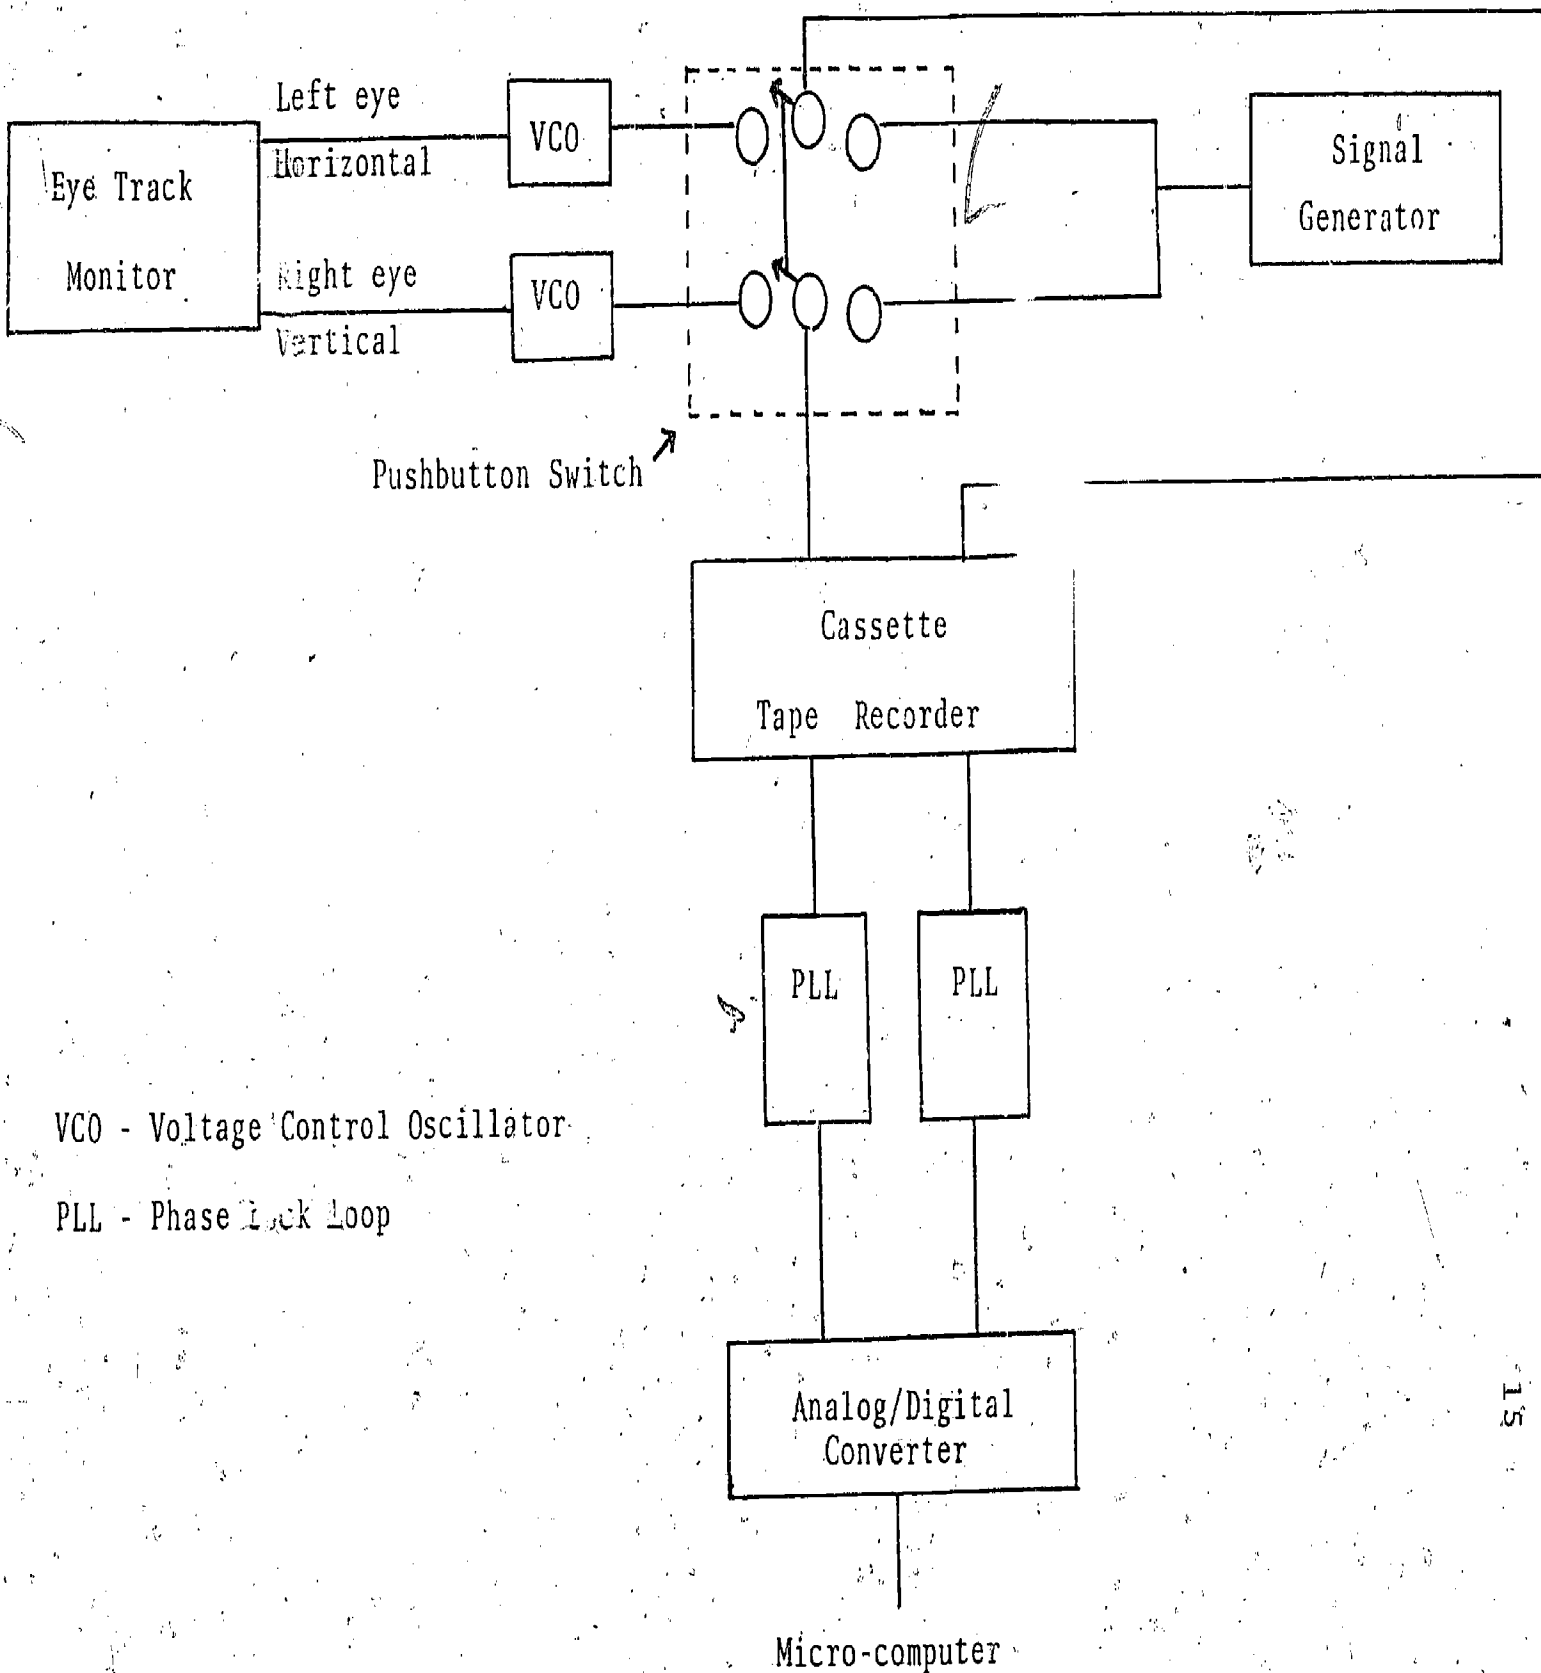 Left eye
Horizontal
VCO
Eye Track
Monitor
Right eye
Vertical
VCO
Signal
Generator
Pushbutton Switch
Cassette
Tape Recorder
PLL
PLL
VCO - Voltage Control Oscillator
PLL - Phase Lock Loop
Analog/Digital
Converter
15
Micro-computer